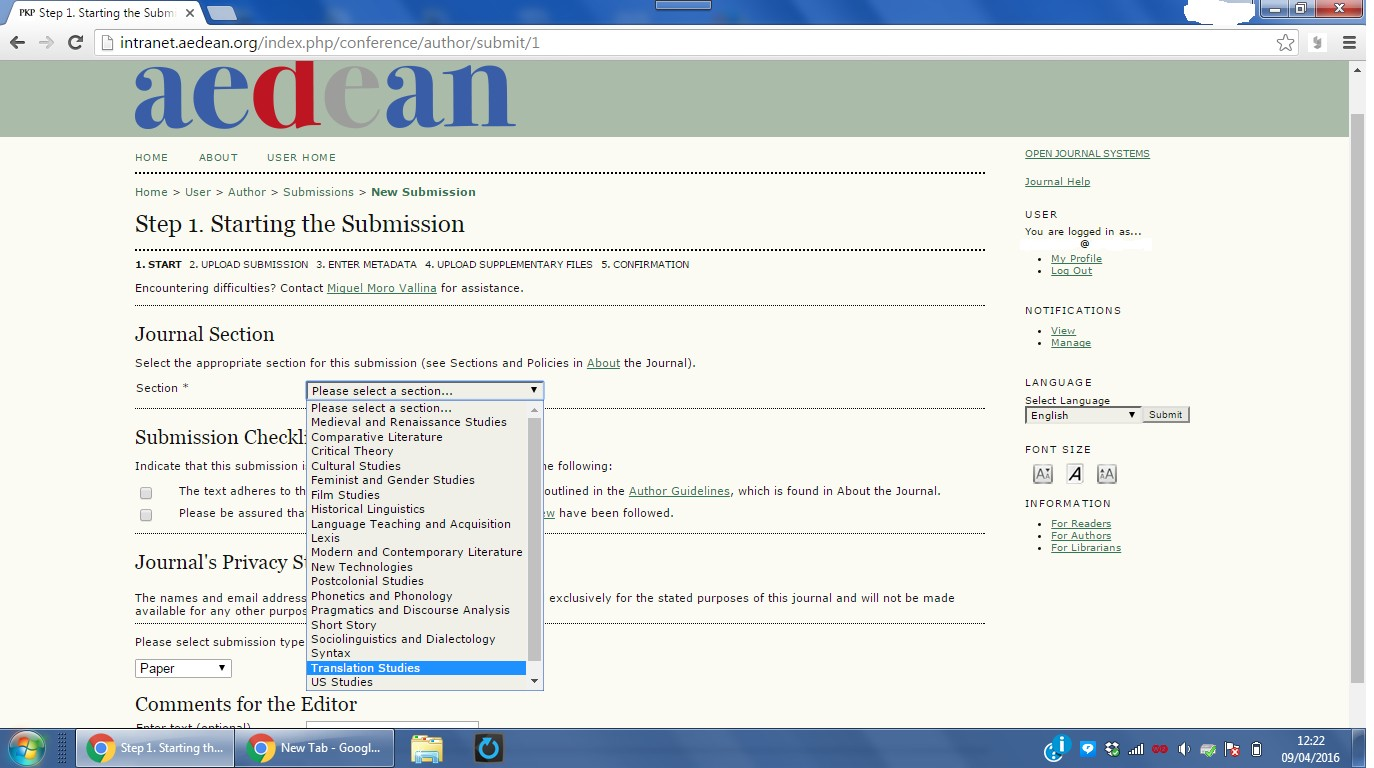 PKP Step 1. Starting the Subm
intranet.aedean.org/index.php/conference/author/submit/1
aedean
HOME ABOUT USER HOME
Home > User > Author > Submissions > New Submission
Step 1. Starting the Submission
1. START 2. UPLOAD SUBMISSION 3. ENTER METADATA 4. UPLOAD SUPPLEMENTARY FILES 5. CONFIRMATION
Encountering difficulties? Contact Miguel Moro Vallina for assistance.
Journal Section
Select the appropriate section for this submission (see Sections and Policies in About the Journal).
Section * Please select a section...
Please select a section...
Medieval and Renaissance Studies
Comparative Literature
Critical Theory
Cultural Studies
Feminist and Gender Studies
Film Studies
Historical Linguistics
Language Teaching and Acquisition
Lexis
Modern and Contemporary Literature
New Technologies
Postcolonial Studies
Phonetics and Phonology
Pragmatics and Discourse Analysis
Short Story
Sociolinguistics and Dialectology
Syntax
Translation Studies
US Studies
Submission Checkl
Indicate that this submission i he following:
The text adheres to th outlined in the Author Guidelines, which is found in About the Journal.
Please be assured tha ew have been followed.
Journal's Privacy S
The names and email address exclusively for the stated purposes of this journal and will not be made
available for any other purpos
Please select submission type
Paper
Comments for the Editor
Enter text (optional)
OPEN JOURNAL SYSTEMS
Journal Help
USER
You are logged in as...
@
My Profile
Log Out
NOTIFICATIONS
View
Manage
LANGUAGE
Select Language
English Submit
FONT SIZE
A A A
INFORMATION
For Readers
For Authors
For Librarians
Step 1. Starting th... New Tab - Googl...
12:22
09/04/2016